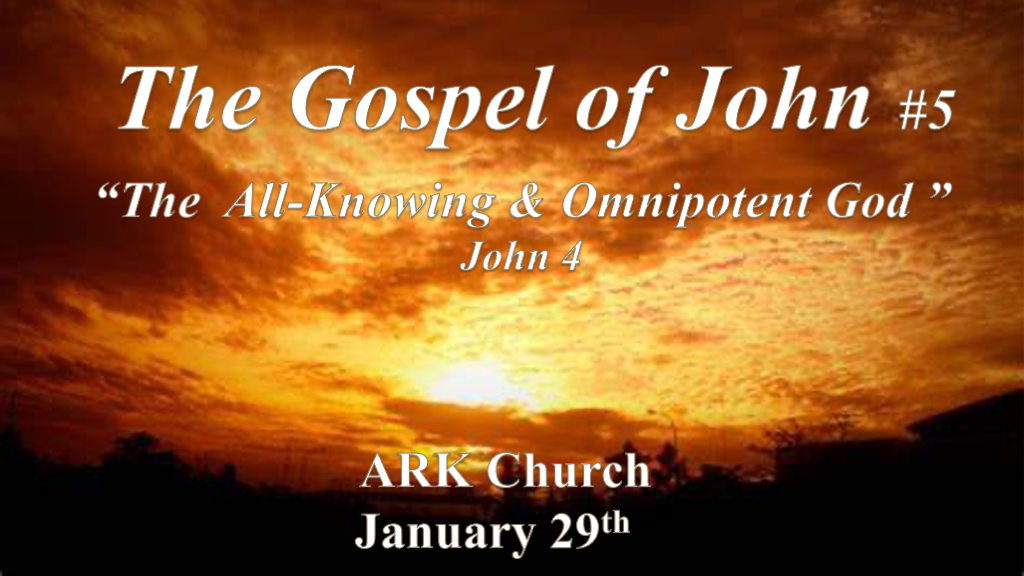 The Gospel of John #5
“The  All-Knowing & Omnipotent God ”
John 4
ARK Church
January 29th